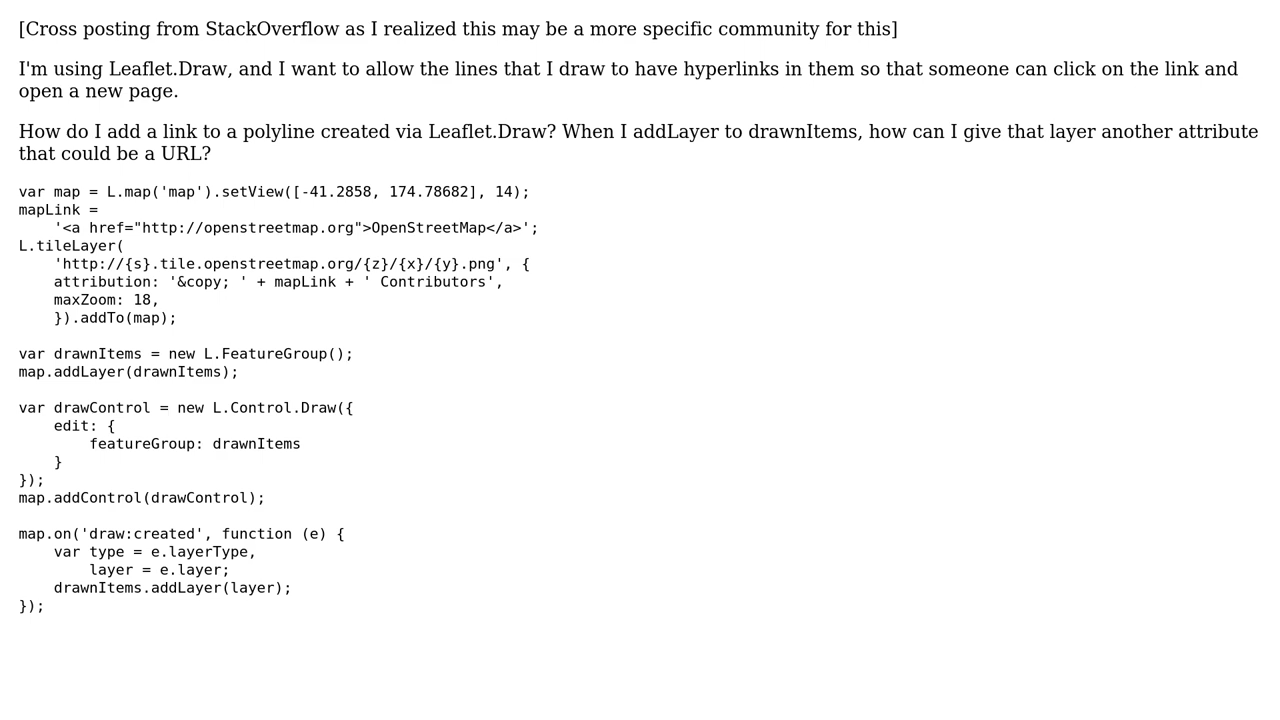 [Cross posting from StackOverflow as I realized this may be a more specific community for this]
I'm using Leaflet.Draw, and I want to allow the lines that I draw to have hyperlinks in them so that someone can click on the link and
open a new page.
How do I add a link to a polyline created via Leaflet.Draw? When I addLayer to drawnItems, how can I give that layer another attribute
that could be a URL?
var map = L.map('map').setView([-41.2858, 174.78682], 14);
mapLink =
    '<a href="http://openstreetmap.org">OpenStreetMap</a>';
L.tileLayer(
    'http://{s}.tile.openstreetmap.org/{z}/{x}/{y}.png', {
    attribution: '&copy; ' + mapLink + ' Contributors',
    maxZoom: 18,
    }).addTo(map);

var drawnItems = new L.FeatureGroup();
map.addLayer(drawnItems);

var drawControl = new L.Control.Draw({
    edit: {
        featureGroup: drawnItems
    }
});
map.addControl(drawControl);

map.on('draw:created', function (e) {
    var type = e.layerType,
        layer = e.layer;
    drawnItems.addLayer(layer);
});